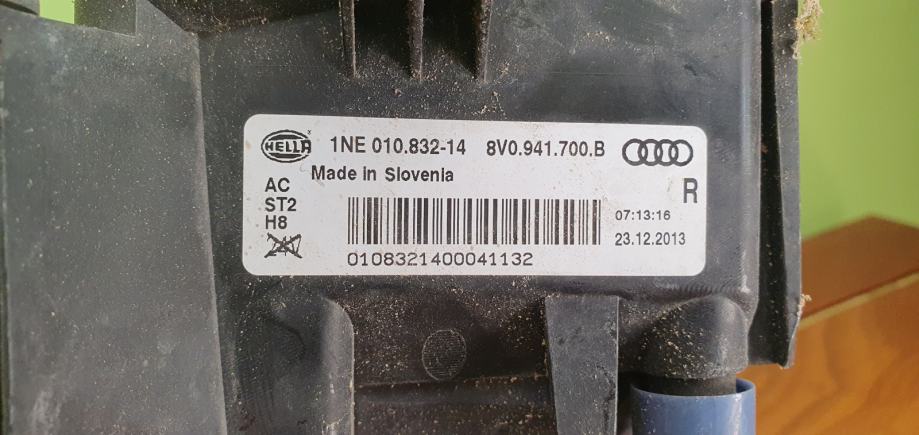 HELLA 1NE 010.832-14 8V0.941.700.B
Made in Slovenia
AC
ST2
H8
R
07:13:16
23.12.2013
0108321400041132